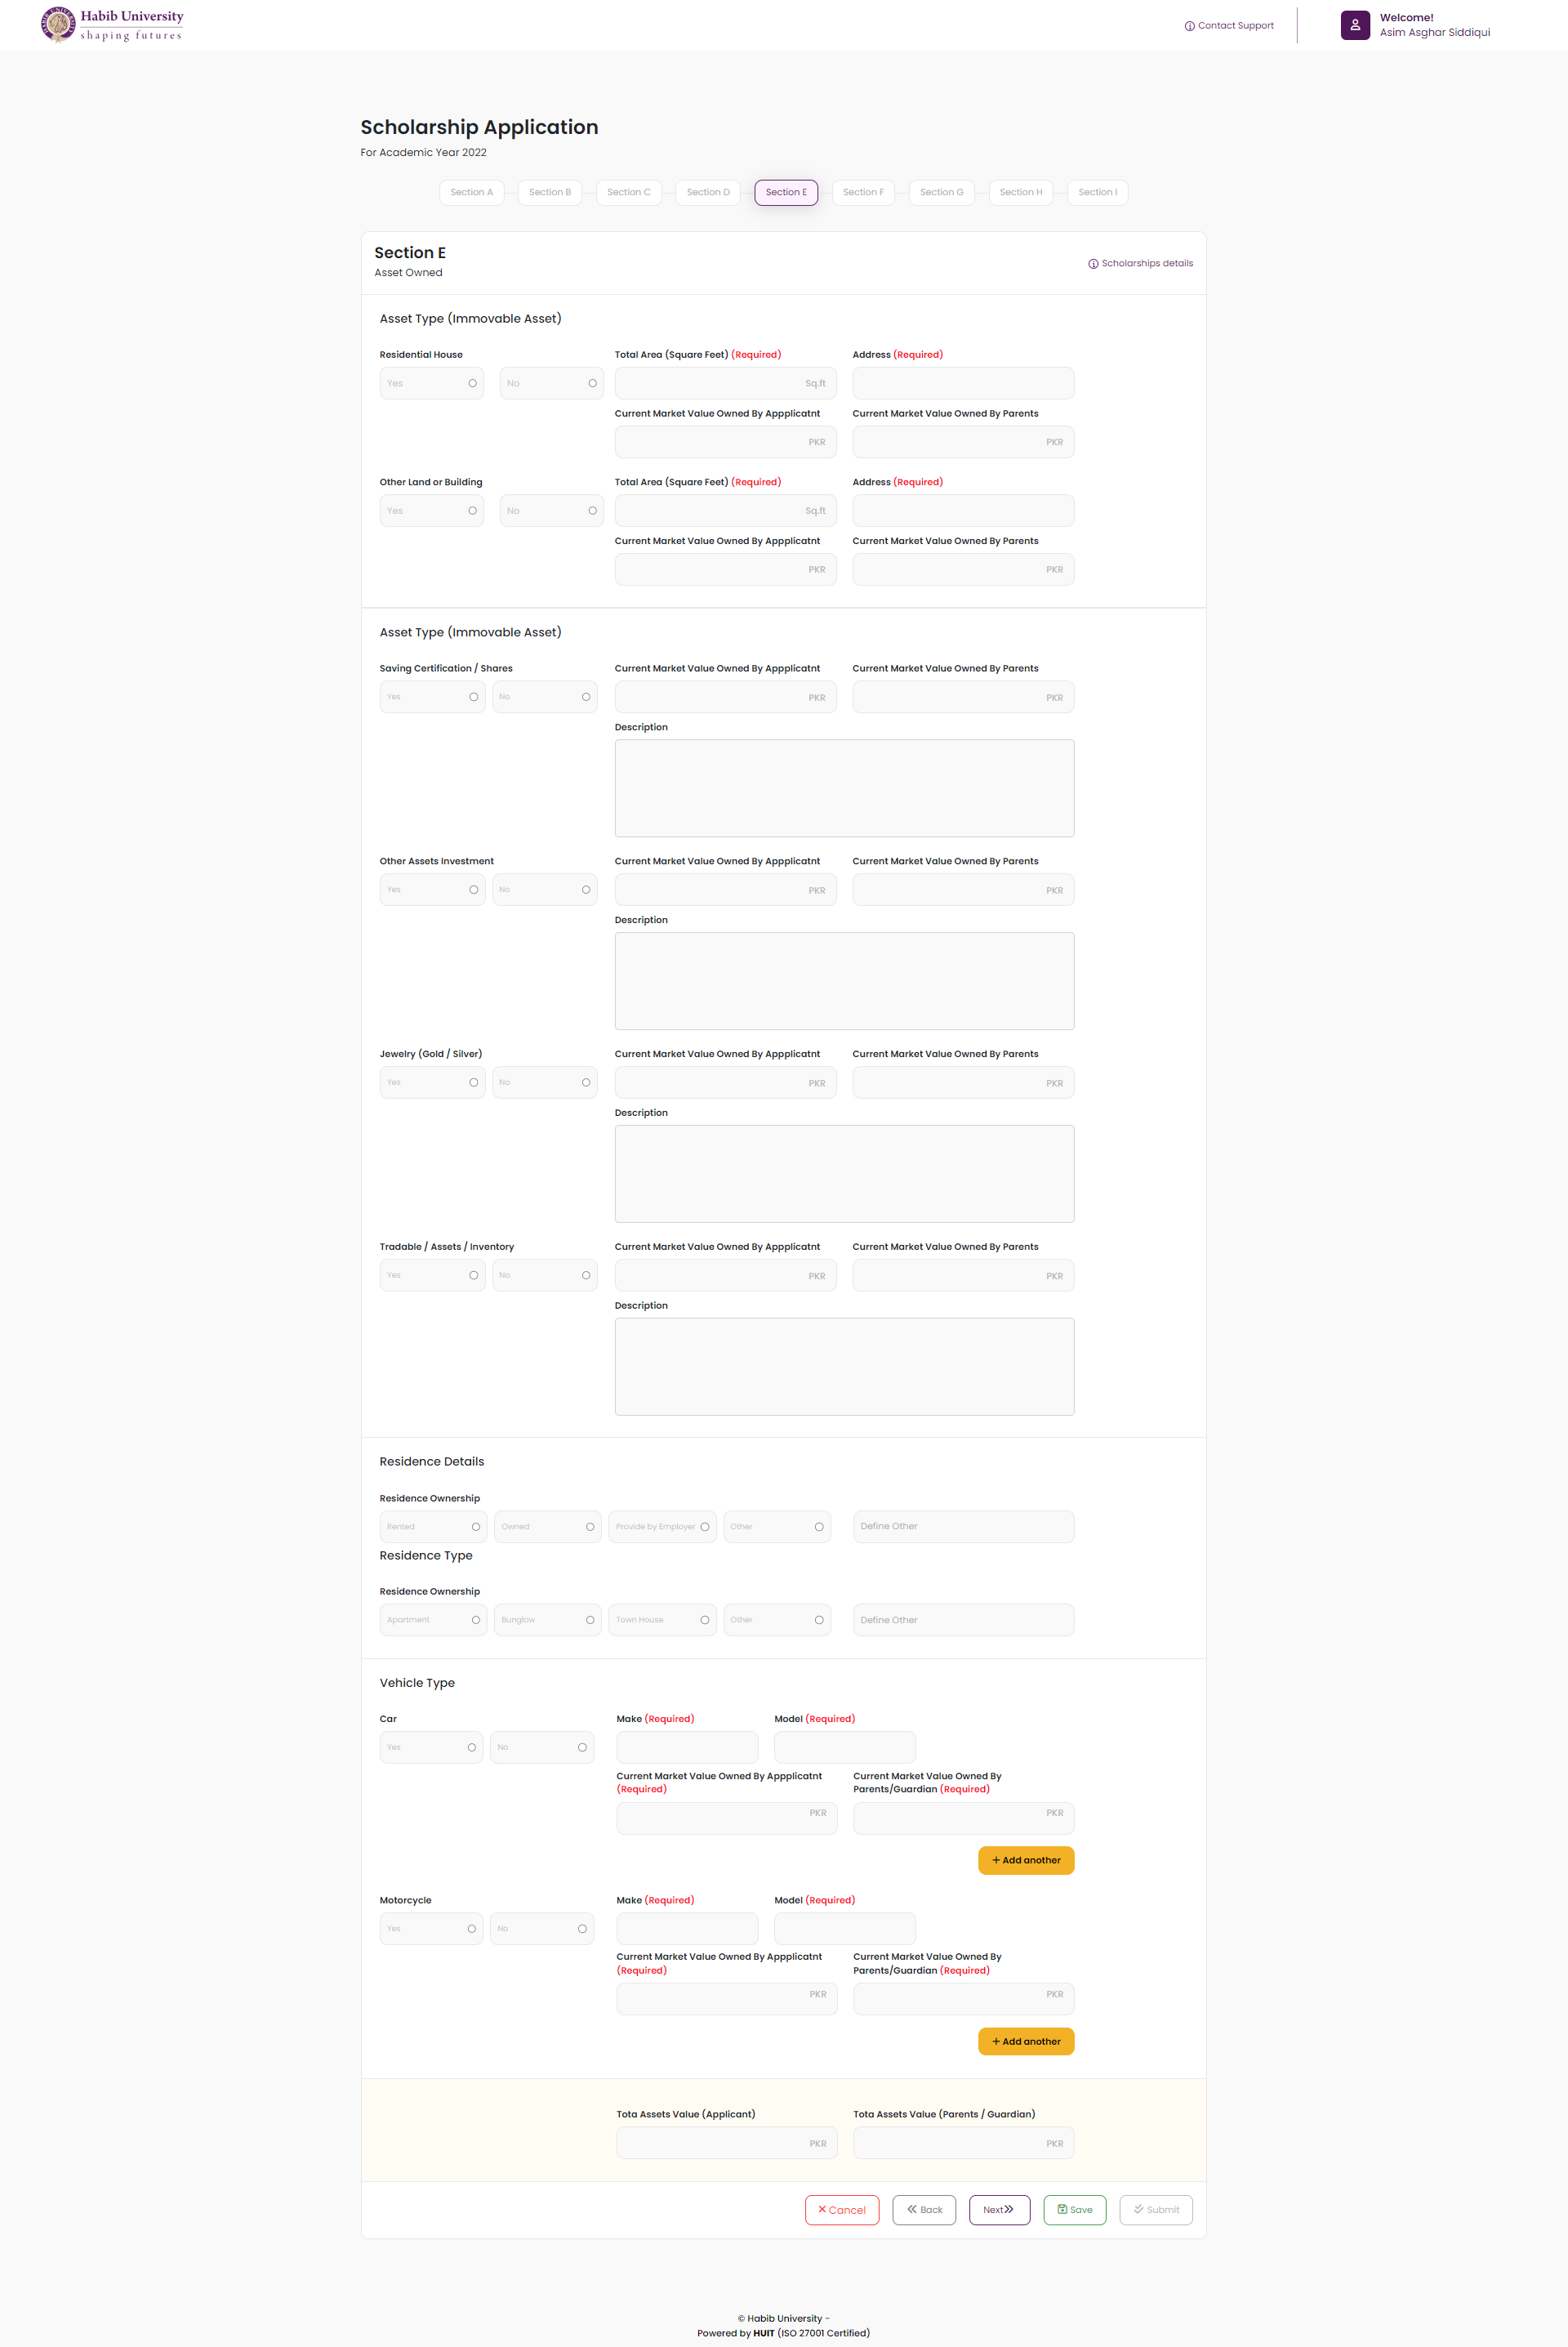 Habib University
shaping futures
Contact Support
Welcome!
Asim Asghar Siddiqui
Scholarship Application
For Academic Year 2022
Section A Section B Section C Section D Section E Section F Section G Section H Section I
Section E
Asset Owned
Scholarships details
Asset Type (Immovable Asset)
Residential House Total Area (Square Feet) (Required) Address (Required)
Yes No Sq.ft
Current Market Value Owned By Appplicatnt Current Market Value Owned By Parents
PKR PKR
Other Land or Building Total Area (Square Feet) (Required) Address (Required)
Yes No Sq.ft
Current Market Value Owned By Appplicatnt Current Market Value Owned By Parents
PKR PKR
Asset Type (Immovable Asset)
Saving Certification / Shares Current Market Value Owned By Appplicatnt Current Market Value Owned By Parents
Yes No PKR PKR
Description
Other Assets Investment Current Market Value Owned By Appplicatnt Current Market Value Owned By Parents
Yes No PKR PKR
Description
Jewelry (Gold / Silver) Current Market Value Owned By Appplicatnt Current Market Value Owned By Parents
Yes No PKR PKR
Description
Tradable / Assets / Inventory Current Market Value Owned By Appplicatnt Current Market Value Owned By Parents
Yes No PKR PKR
Description
Residence Details
Residence Ownership
Rented Owned Provide by Employer Other Define Other
Residence Type
Residence Ownership
Apartment Bunglow Town House Other Define Other
Vehicle Type
Car Make (Required) Model (Required)
Yes No
Current Market Value Owned By Appplicatnt (Required)
Current Market Value Owned By Parents/Guardian (Required)
PKR PKR
+ Add another
Motorcycle Make (Required) Model (Required)
Yes No
Current Market Value Owned By Appplicatnt (Required)
Current Market Value Owned By Parents/Guardian (Required)
PKR PKR
+ Add another
Tota Assets Value (Applicant) Tota Assets Value (Parents / Guardian)
PKR PKR
Cancel Back Next Save Submit
© Habib University -
Powered by HUIT (ISO 27001 Certified)